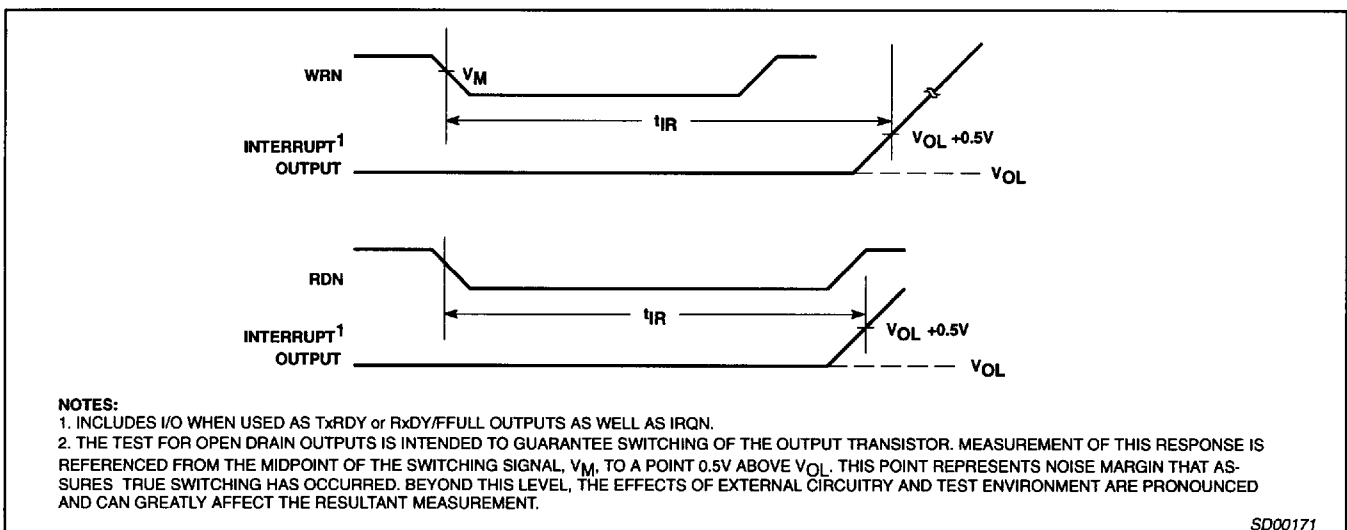 WRN
VM
tIR
INTERRUPT1
OUTPUT
VOL +0.5V
VOL
RDN
tIR
INTERRUPT1
OUTPUT
VOL +0.5V
VOL
NOTES:
1. INCLUDES I/O WHEN USED AS TxRDY or RxDY/FFULL OUTPUTS AS WELL AS IRQN.
2. THE TEST FOR OPEN DRAIN OUTPUTS IS INTENDED TO GUARANTEE SWITCHING OF THE OUTPUT TRANSISTOR. MEASUREMENT OF THIS RESPONSE IS
REFERENCED FROM THE MIDPOINT OF THE SWITCHING SIGNAL, VM, TO A POINT 0.5V ABOVE VOL. THIS POINT REPRESENTS NOISE MARGIN THAT AS-
SURES TRUE SWITCHING HAS OCCURRED. BEYOND THIS LEVEL, THE EFFECTS OF EXTERNAL CIRCUITRY AND TEST ENVIRONMENT ARE PRONOUNCED
AND CAN GREATLY AFFECT THE RESULTANT MEASUREMENT.
SD00171